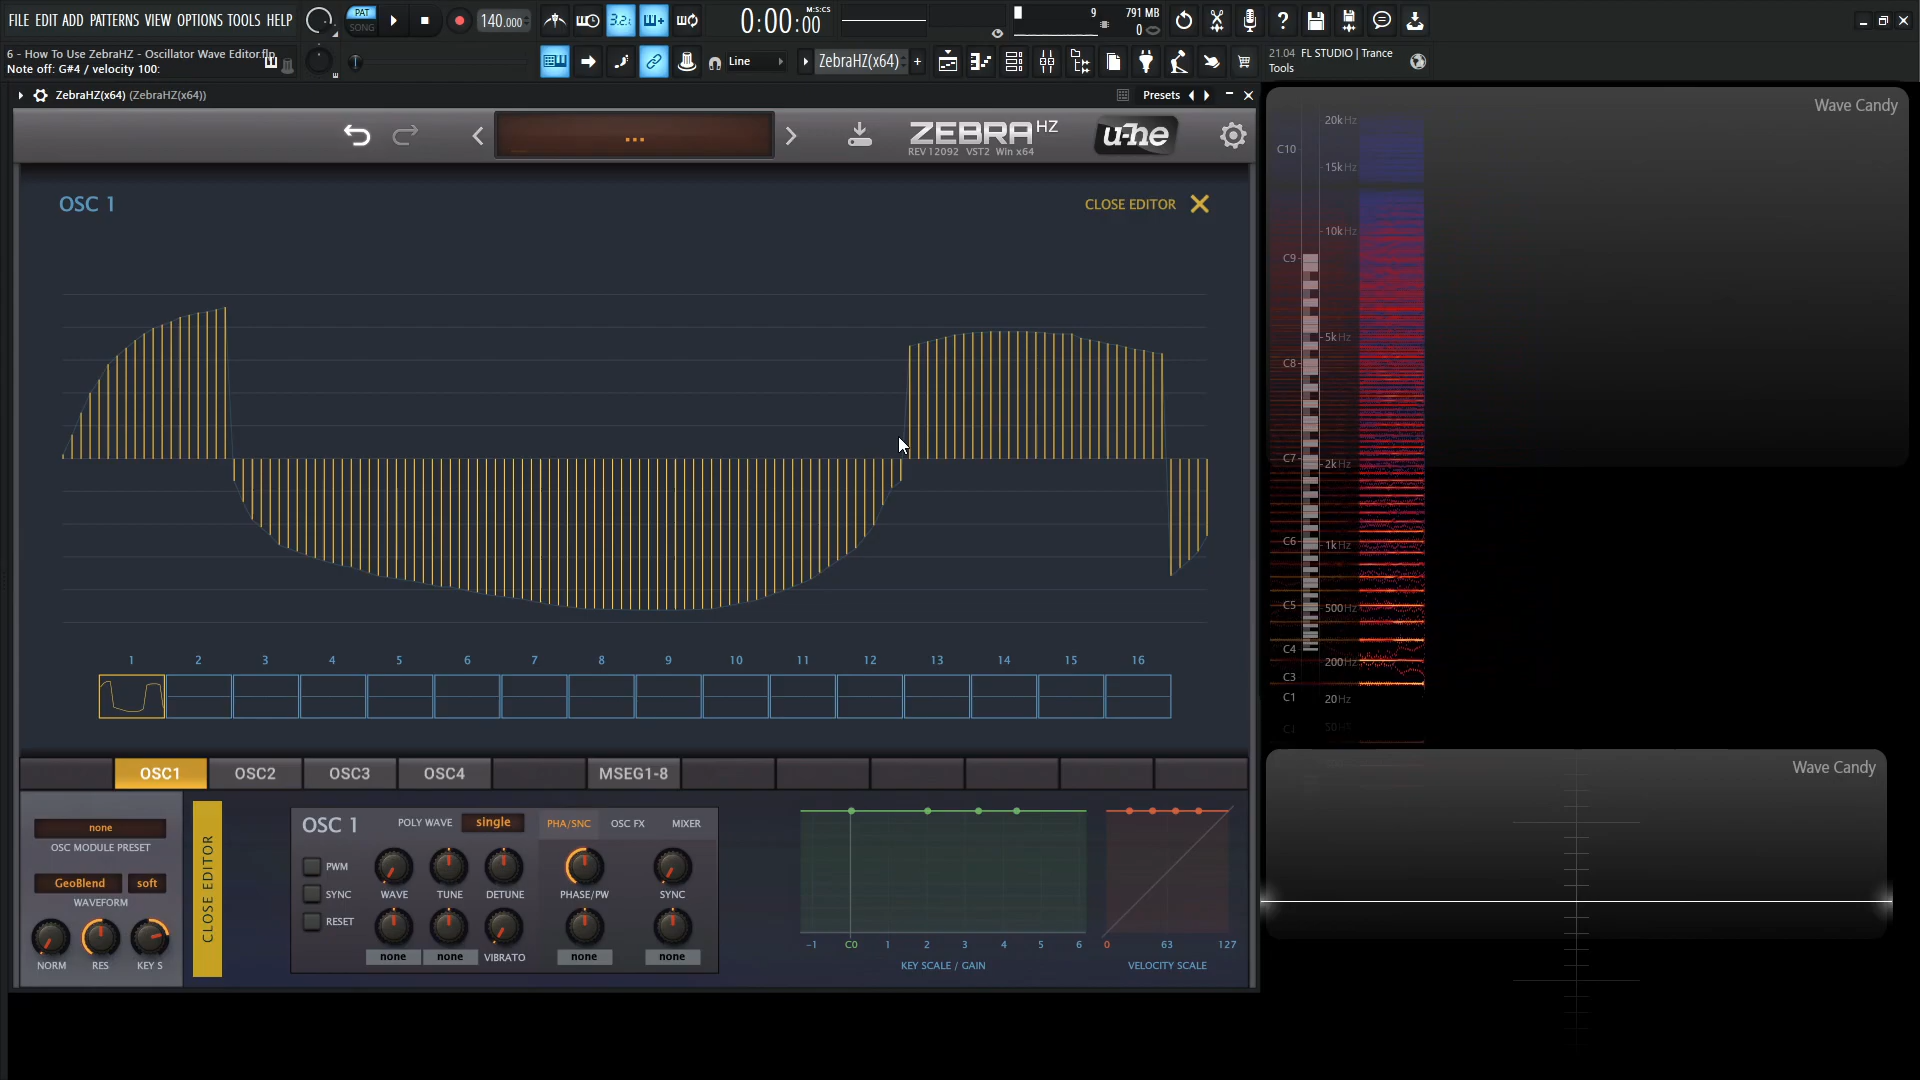 FILE EDIT ADD PATTERNS VIEW OPTIONS TOOLS HELP
PAT
SONG
140.000
3.2.
0:00:00
M:S:CS
9
791 MB
0
6 - How To Use ZebraHZ - Oscillator Wave Editor.flp
Note off: G#4 / velocity 100:
Line
ZebraHZ(x64)
21.04 FL STUDIO | Trance
Tools
ZebraHZ(x64) (ZebraHZ(x64))
Presets
...
ZEBRA HZ
REV 12092 VST2 Win x64
u-he
OSC 1
CLOSE EDITOR
1 2 3 4 5 6 7 8 9 10 11 12 13 14 15 16
OSC1
OSC2
OSC3
OSC4
MSEG1-8
none
OSC MODULE PRESET
GeoBlend
soft
WAVEFORM
NORM
RES
KEY S
CLOSE EDITOR
OSC 1
POLY WAVE
single
PHA/SNC
OSC FX
MIXER
PWM
SYNC
RESET
WAVE
TUNE
DETUNE
PHASE/PW
SYNC
none
none
VIBRATO
none
none
-1 C0 1 2 3 4 5 6
KEY SCALE / GAIN
0 63 127
VELOCITY SCALE
Wave Candy
20kHz
C10
15kHz
10kHz
C9
5kHz
C8
C7
2kHz
C6
1kHz
C5
500Hz
C4
200Hz
C3
C1
20Hz
Wave Candy